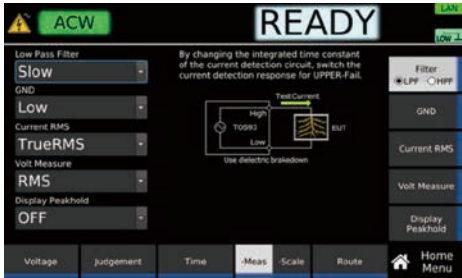 ACW
READY
LAN
LOW
Low Pass Filter
Slow
GND
Low
Current RMS
TrueRMS
Volt Measure
RMS
Display Peakhold
OFF
By changing the integrated time constant
of the current detection circuit, switch the
current detection response for UPPER-Fail.
Test Current
High
TOS93
EUT
Low
Use dielectric brakedown
Filter
LPF HPF
GND
Current RMS
Volt Measure
Display
Peakhold
Voltage
Judgement
Time
-Meas
-Scale
Route
Home
Menu